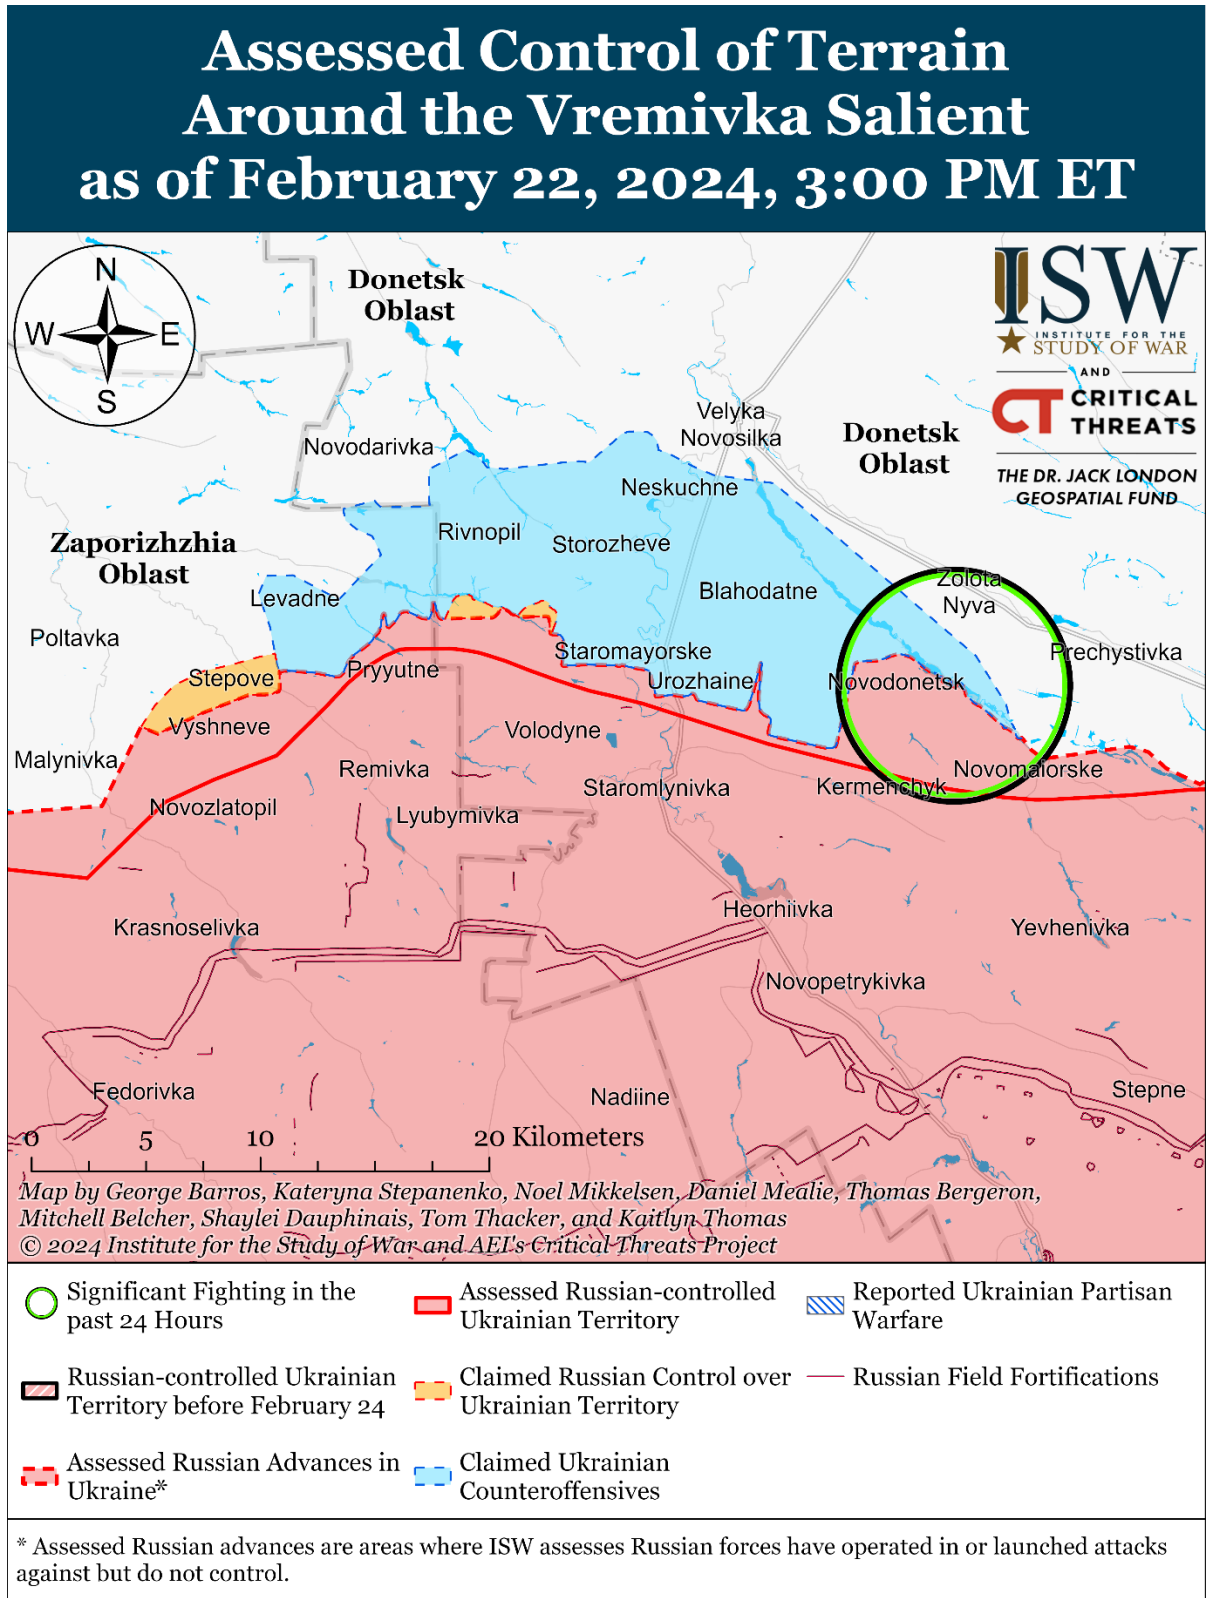 Assessed Control of Terrain
Around the Vremivka Salient
as of February 22, 2024, 3:00 PM ET
N
W
E
S
Donetsk
Oblast
ISW
INSTITUTE FOR THE
STUDY OF WAR
AND
CT CRITICAL
THREATS
THE DR. JACK LONDON
GEOSPATIAL FUND
Velyka
Novosilka
Donetsk
Oblast
Novodarivka
Neskuchne
Rivnopil
Storozheve
Zaporizhzhia
Oblast
Zolota
Nyva
Levadne
Blahodatne
Poltavka
Staromayorske
Prechystivka
Pryyutne
Stepove
Urozhaine
Novodonetsk
Vyshneve
Volodyne
Malynivka
Remivka
Novomaiorske
Staromlynivka
Kermenchyk
Novozlatopil
Lyubymivka
Heorhiivka
Krasnoselivka
Yevhenivka
Novopetrykivka
Fedorivka
Nadiine
Stepne
0 5 10 20 Kilometers
Map by George Barros, Kateryna Stepanenko, Noel Mikkelsen, Daniel Mealie, Thomas Bergeron,
Mitchell Belcher, Shaylei Dauphinais, Tom Thacker, and Kaitlyn Thomas
© 2024 Institute for the Study of War and AEI's Critical Threats Project
Significant Fighting in the
past 24 Hours
Assessed Russian-controlled
Ukrainian Territory
Reported Ukrainian Partisan
Warfare
Russian-controlled Ukrainian
Territory before February 24
Claimed Russian Control over
Ukrainian Territory
Russian Field Fortifications
Assessed Russian Advances in
Ukraine*
Claimed Ukrainian
Counteroffensives
* Assessed Russian advances are areas where ISW assesses Russian forces have operated in or launched attacks
against but do not control.